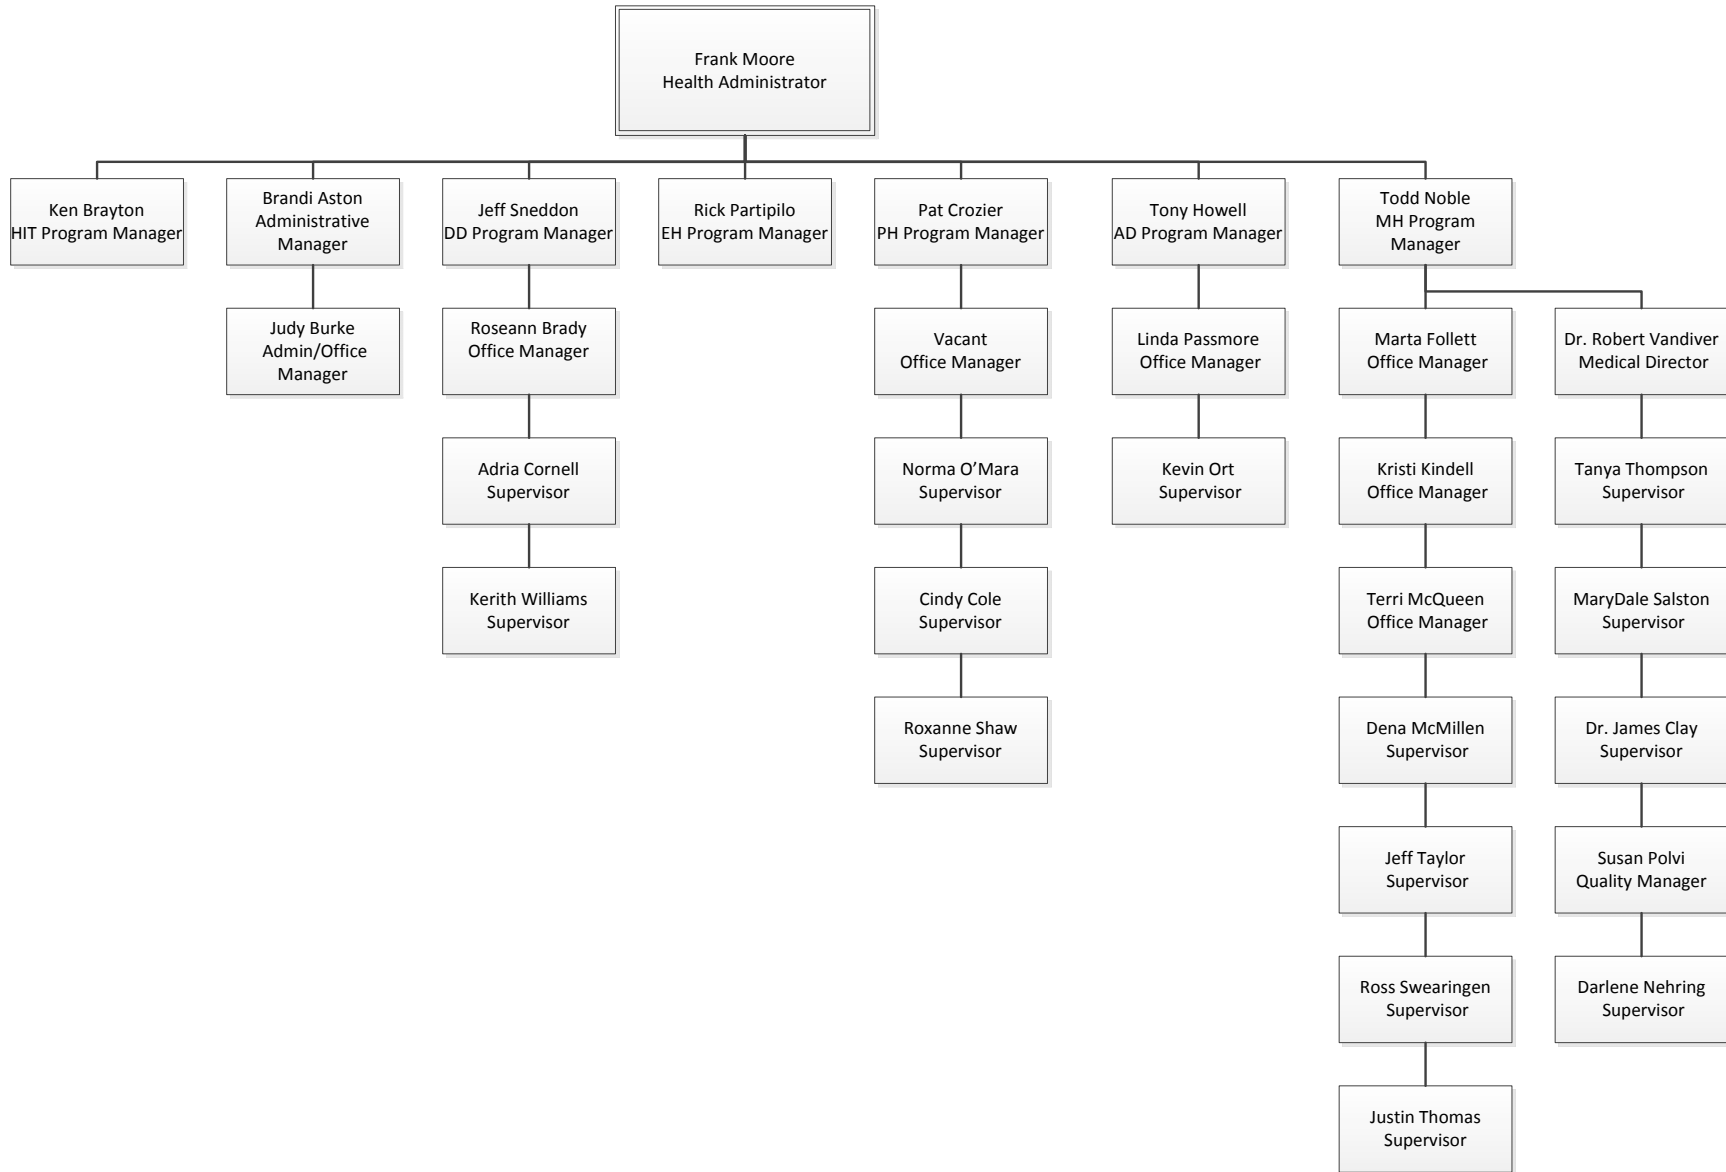 Frank Moore
Health Administrator
Ken Brayton
HIT Program Manager
Brandi Aston
Administrative
Manager
Jeff Sneddon
DD Program Manager
Rick Partipilo
EH Program Manager
Pat Crozier
PH Program Manager
Tony Howell
AD Program Manager
Todd Noble
MH Program
Manager
Judy Burke
Admin/Office
Manager
Roseann Brady
Office Manager
Vacant
Office Manager
Linda Passmore
Office Manager
Marta Follett
Office Manager
Dr. Robert Vandiver
Medical Director
Adria Cornell
Supervisor
Norma O’Mara
Supervisor
Kevin Ort
Supervisor
Kristi Kindell
Office Manager
Tanya Thompson
Supervisor
Kerith Williams
Supervisor
Cindy Cole
Supervisor
Terri McQueen
Office Manager
MaryDale Salston
Supervisor
Roxanne Shaw
Supervisor
Dena McMillen
Supervisor
Dr. James Clay
Supervisor
Jeff Taylor
Supervisor
Susan Polvi
Quality Manager
Ross Swearingen
Supervisor
Darlene Nehring
Supervisor
Justin Thomas
Supervisor